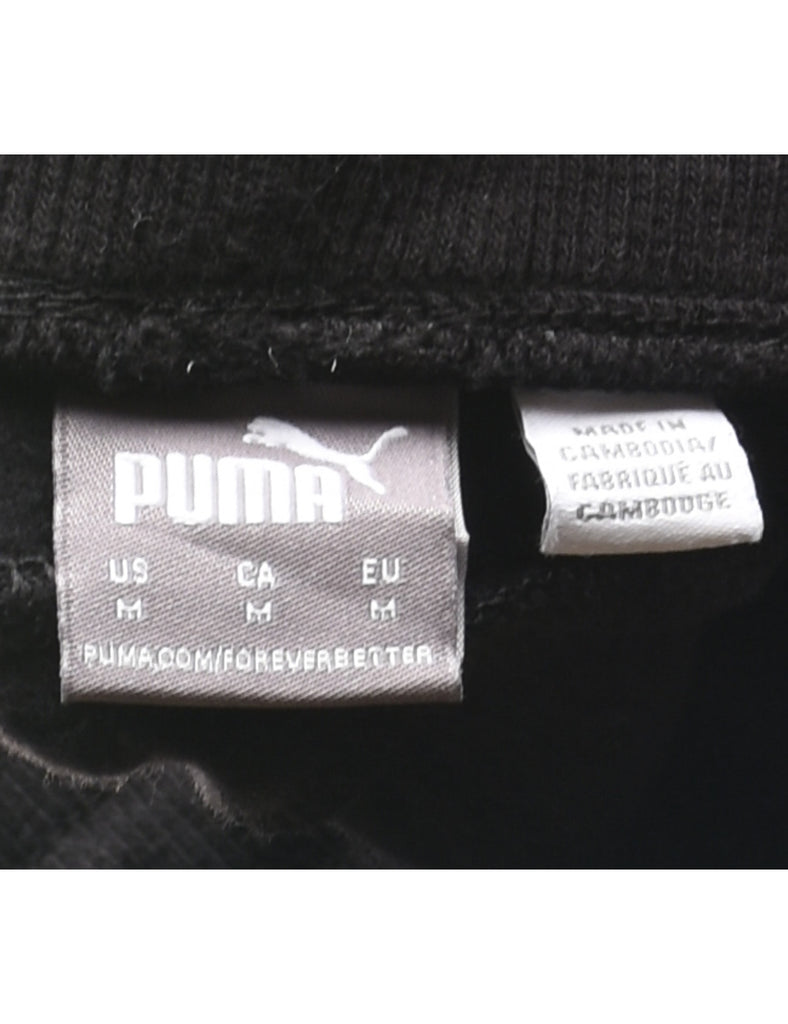 PUMA
US CA EU
M M M
PUMA.COM/FOREVERBETTER
MADE IN
CAMBODIA/
FABRIQUÉ AU
CAMBODGE